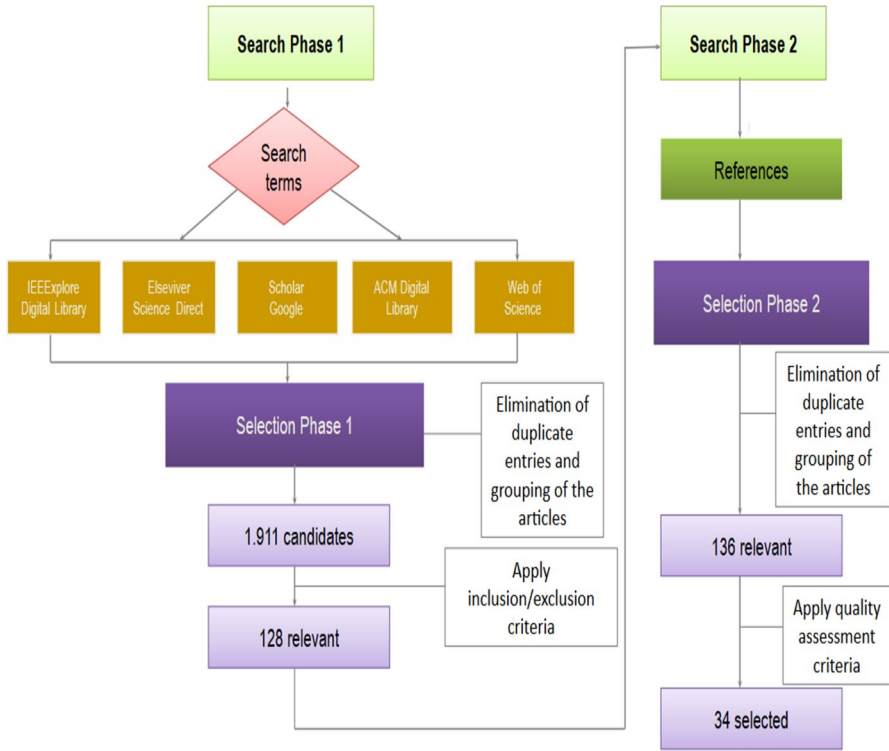 Search Phase 1
Search
terms
IEEExplore
Digital Library
Elseviver
Science Direct
Scholar
Google
ACM Digital
Library
Web of
Science
Selection Phase 1
Elimination of
duplicate
entries and
grouping of the
articles
1.911 candidates
Apply
inclusion/exclusion
criteria
128 relevant
Search Phase 2
References
Selection Phase 2
Elimination of
duplicate
entries and
grouping of
the articles
136 relevant
Apply quality
assessment
criteria
34 selected